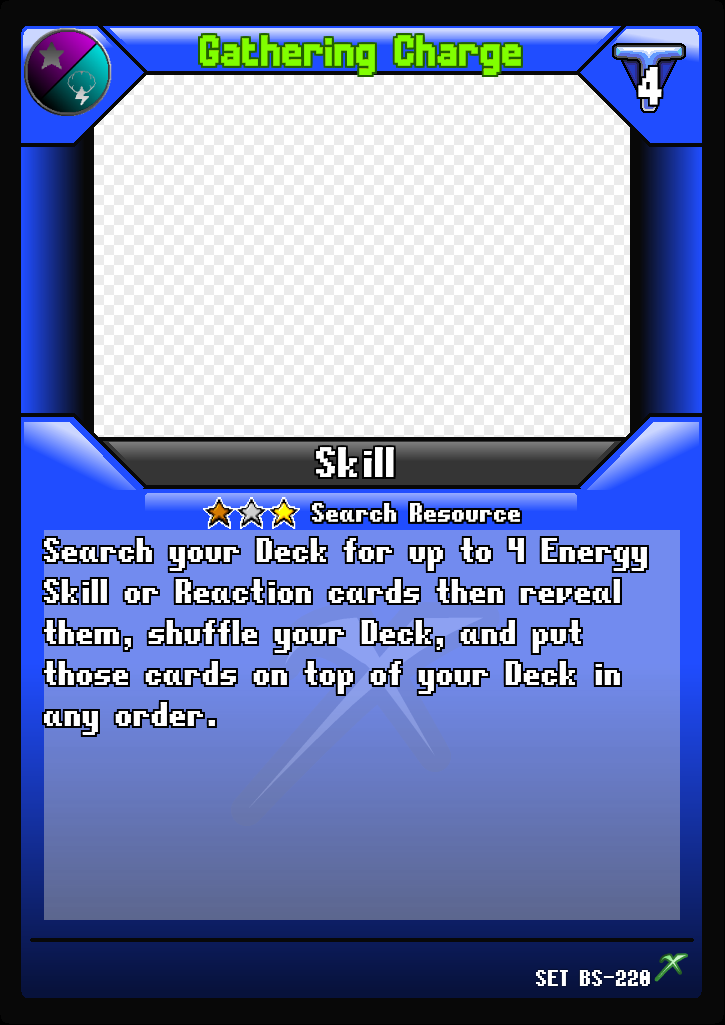 Gathering Charge
4
Skill
Search Resource
Search your Deck for up to 4 Energy
Skill or Reaction cards then reveal
them, shuffle your Deck, and put
those cards on top of your Deck in
any order.
SET BS-220